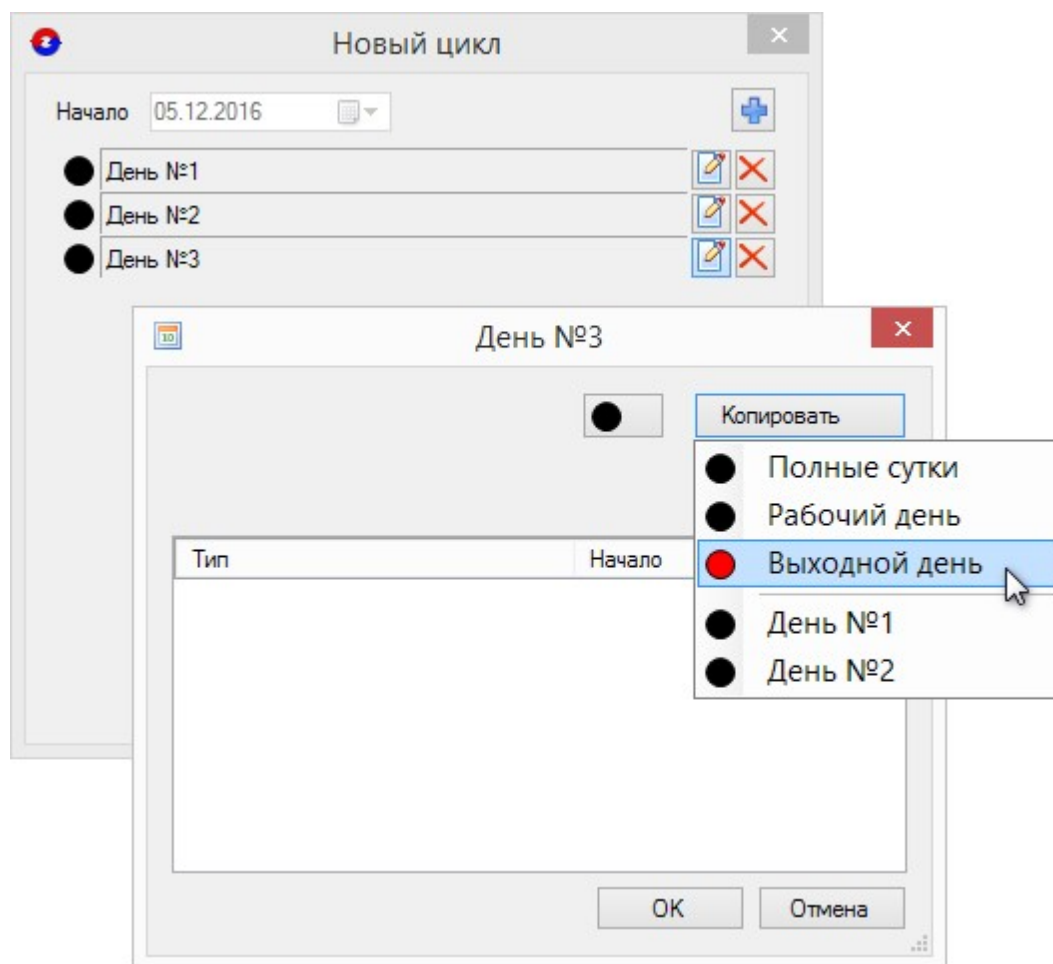 Новый цикл
Начало 05.12.2016
День №1
День №2
День №3
День №3
10
Копировать
Полные сутки
Рабочий день
Выходной день
День №1
День №2
Тип Начало
OK Отмена